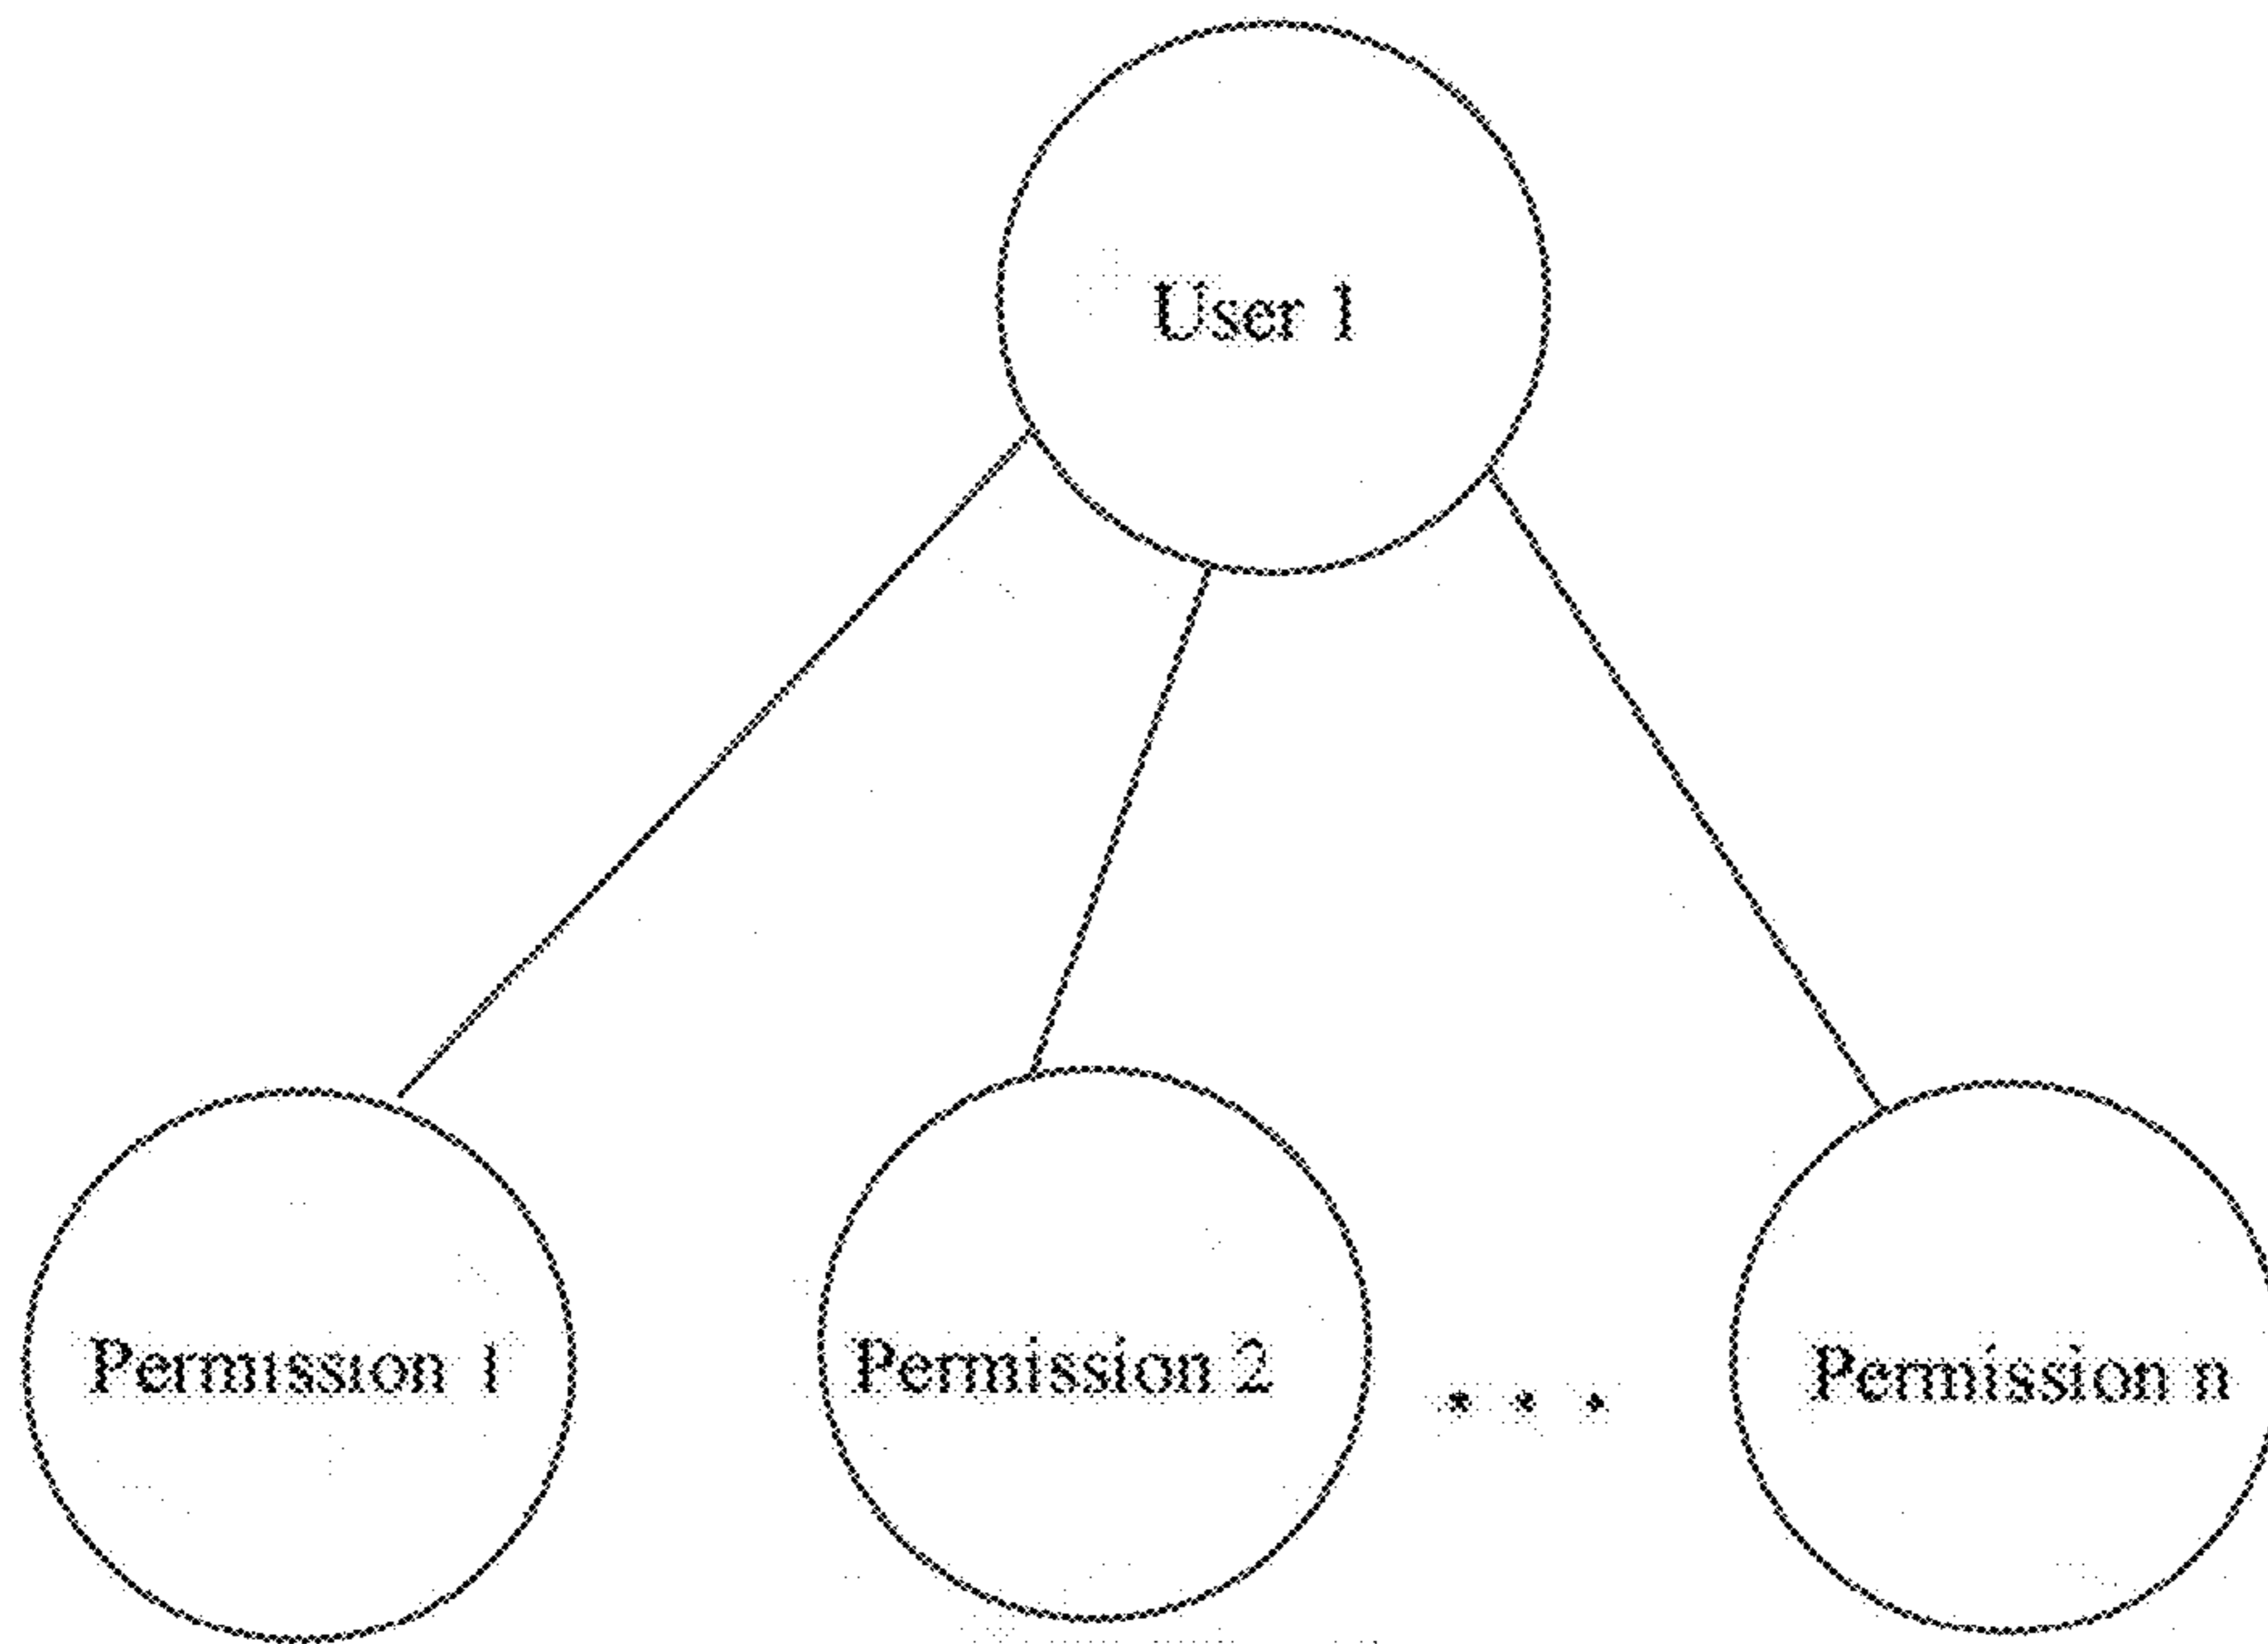 User 1
Permission 1 Permission 2 • • • Permission n